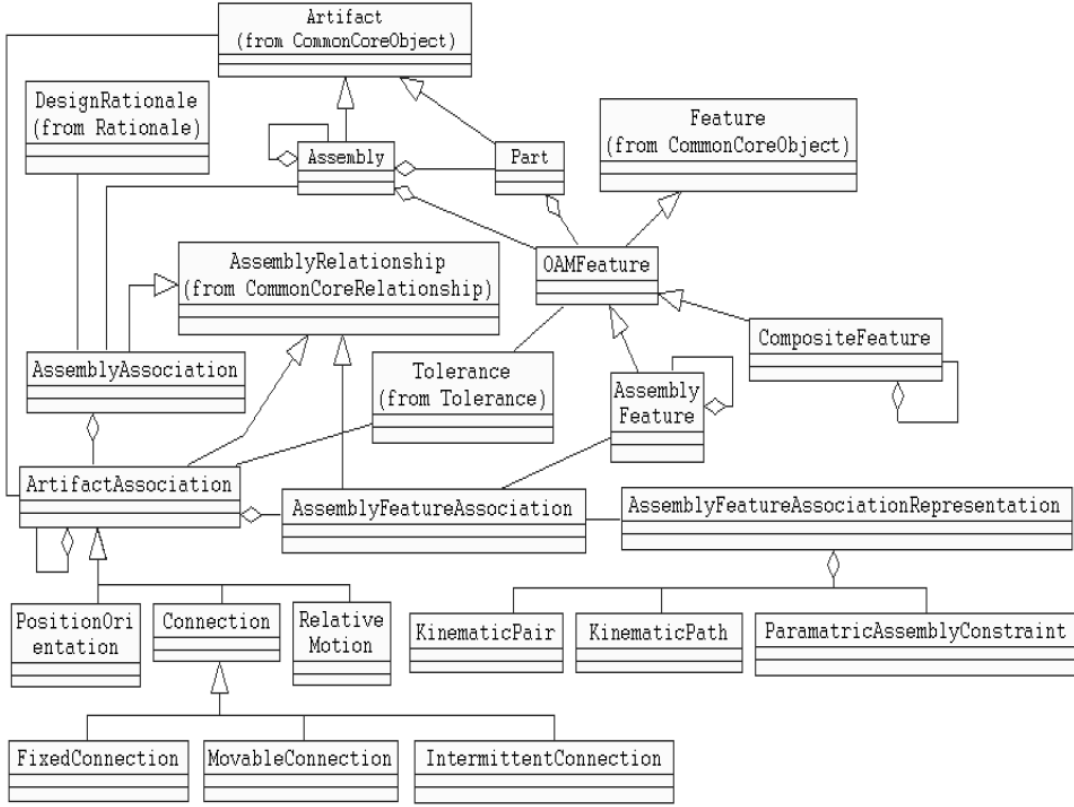 Artifact
(from CommonCoreObject)
DesignRationale
(from Rationale)
Feature
(from CommonCoreObject)
Assembly
Part
AssemblyRelationship
(from CommonCoreRelationship)
OAMFeature
CompositeFeature
AssemblyAssociation
Tolerance
(from Tolerance)
Assembly
Feature
ArtifactAssociation
AssemblyFeatureAssociation
AssemblyFeatureAssociationRepresentation
PositionOri
entation
Connection
Relative
Motion
KinematicPair
KinematicPath
ParamatricAssemblyConstraint
FixedConnection
MovableConnection
IntermittentConnection